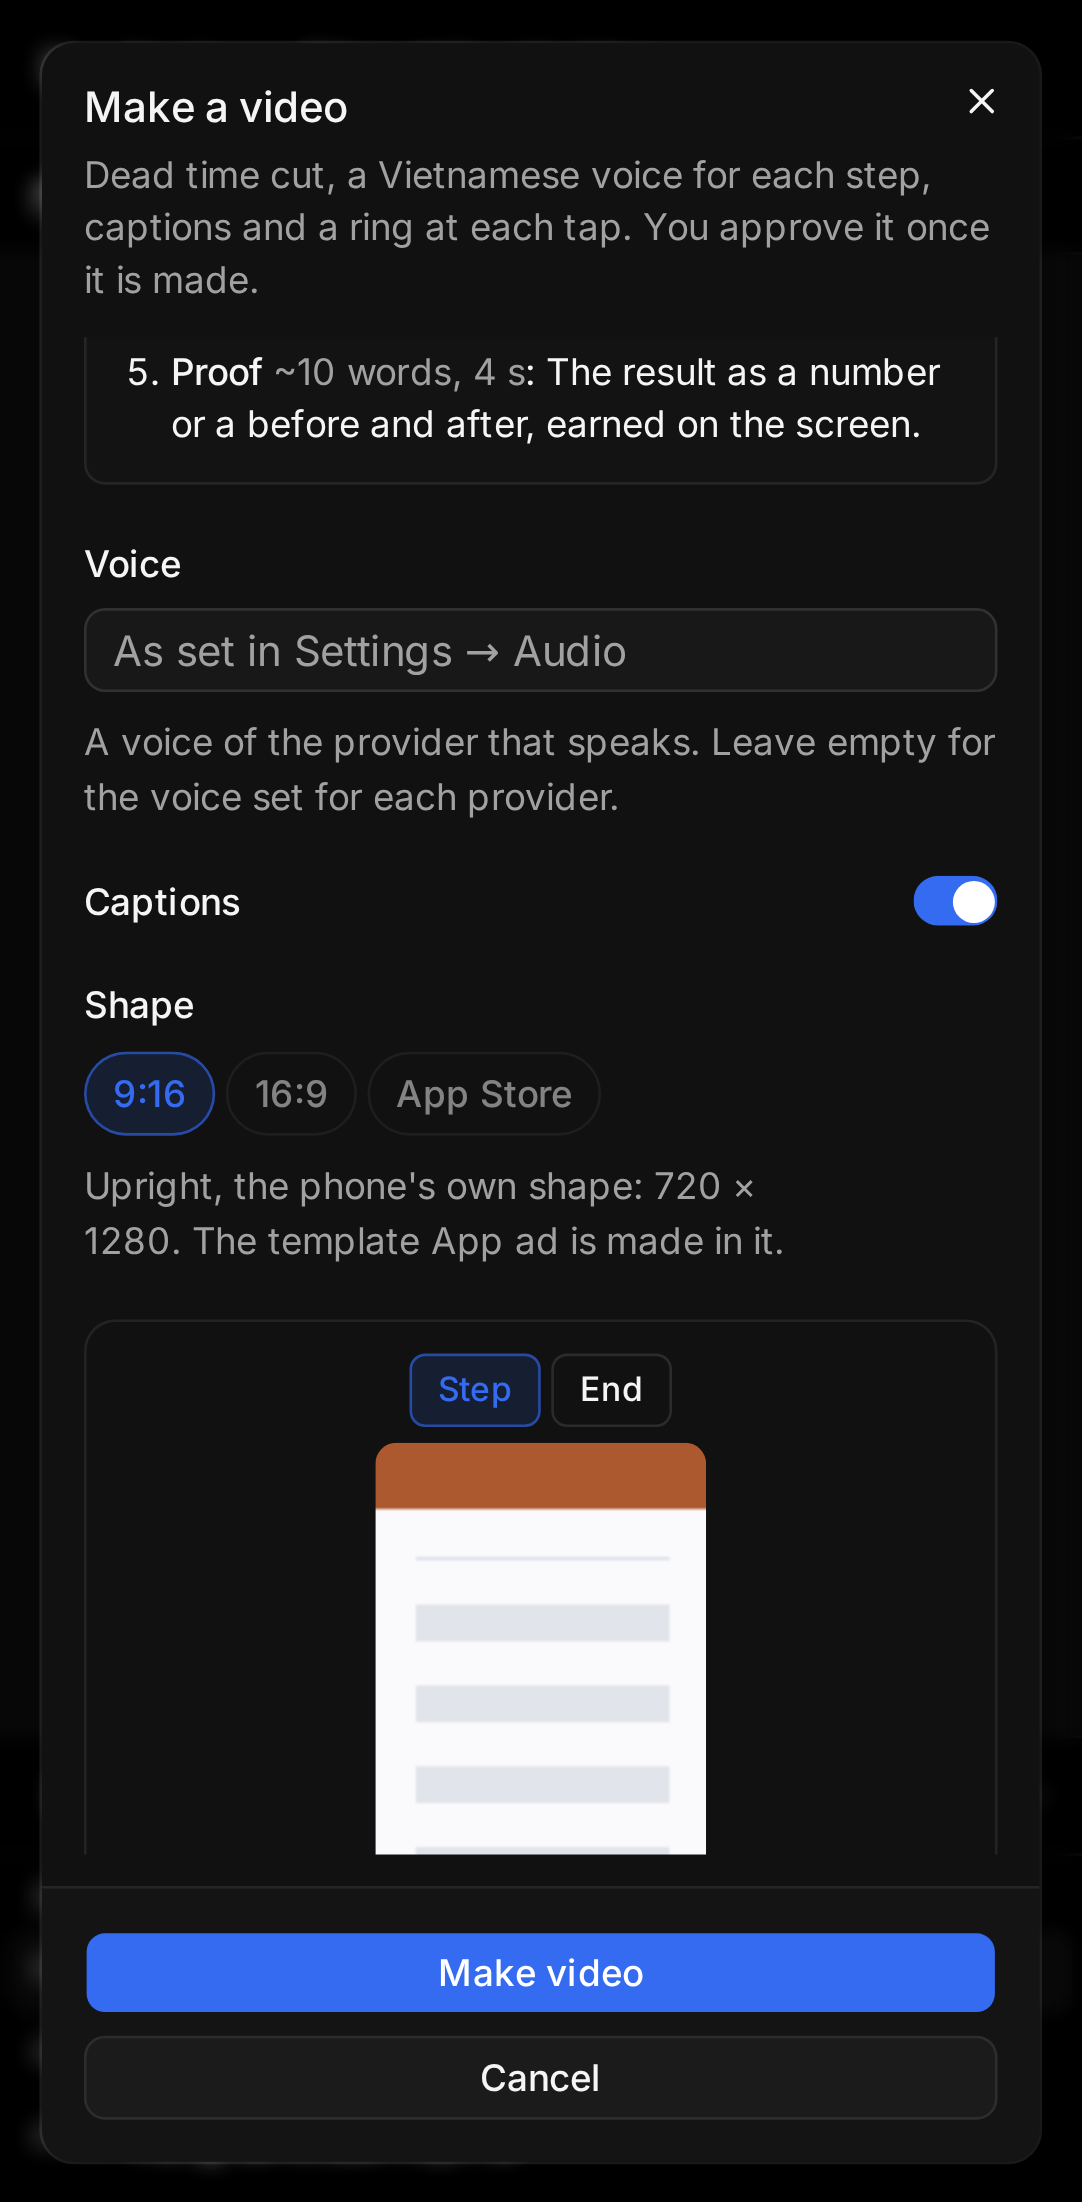 Make a video
Dead time cut, a Vietnamese voice for each step,
captions and a ring at each tap. You approve it once
it is made.
5. Proof ~10 words, 4 s: The result as a number
or a before and after, earned on the screen.
Voice
As set in Settings → Audio
A voice of the provider that speaks. Leave empty for
the voice set for each provider.
Captions
Shape
9:16 16:9 App Store
Upright, the phone's own shape: 720 ×
1280. The template App ad is made in it.
Step End
Make video
Cancel